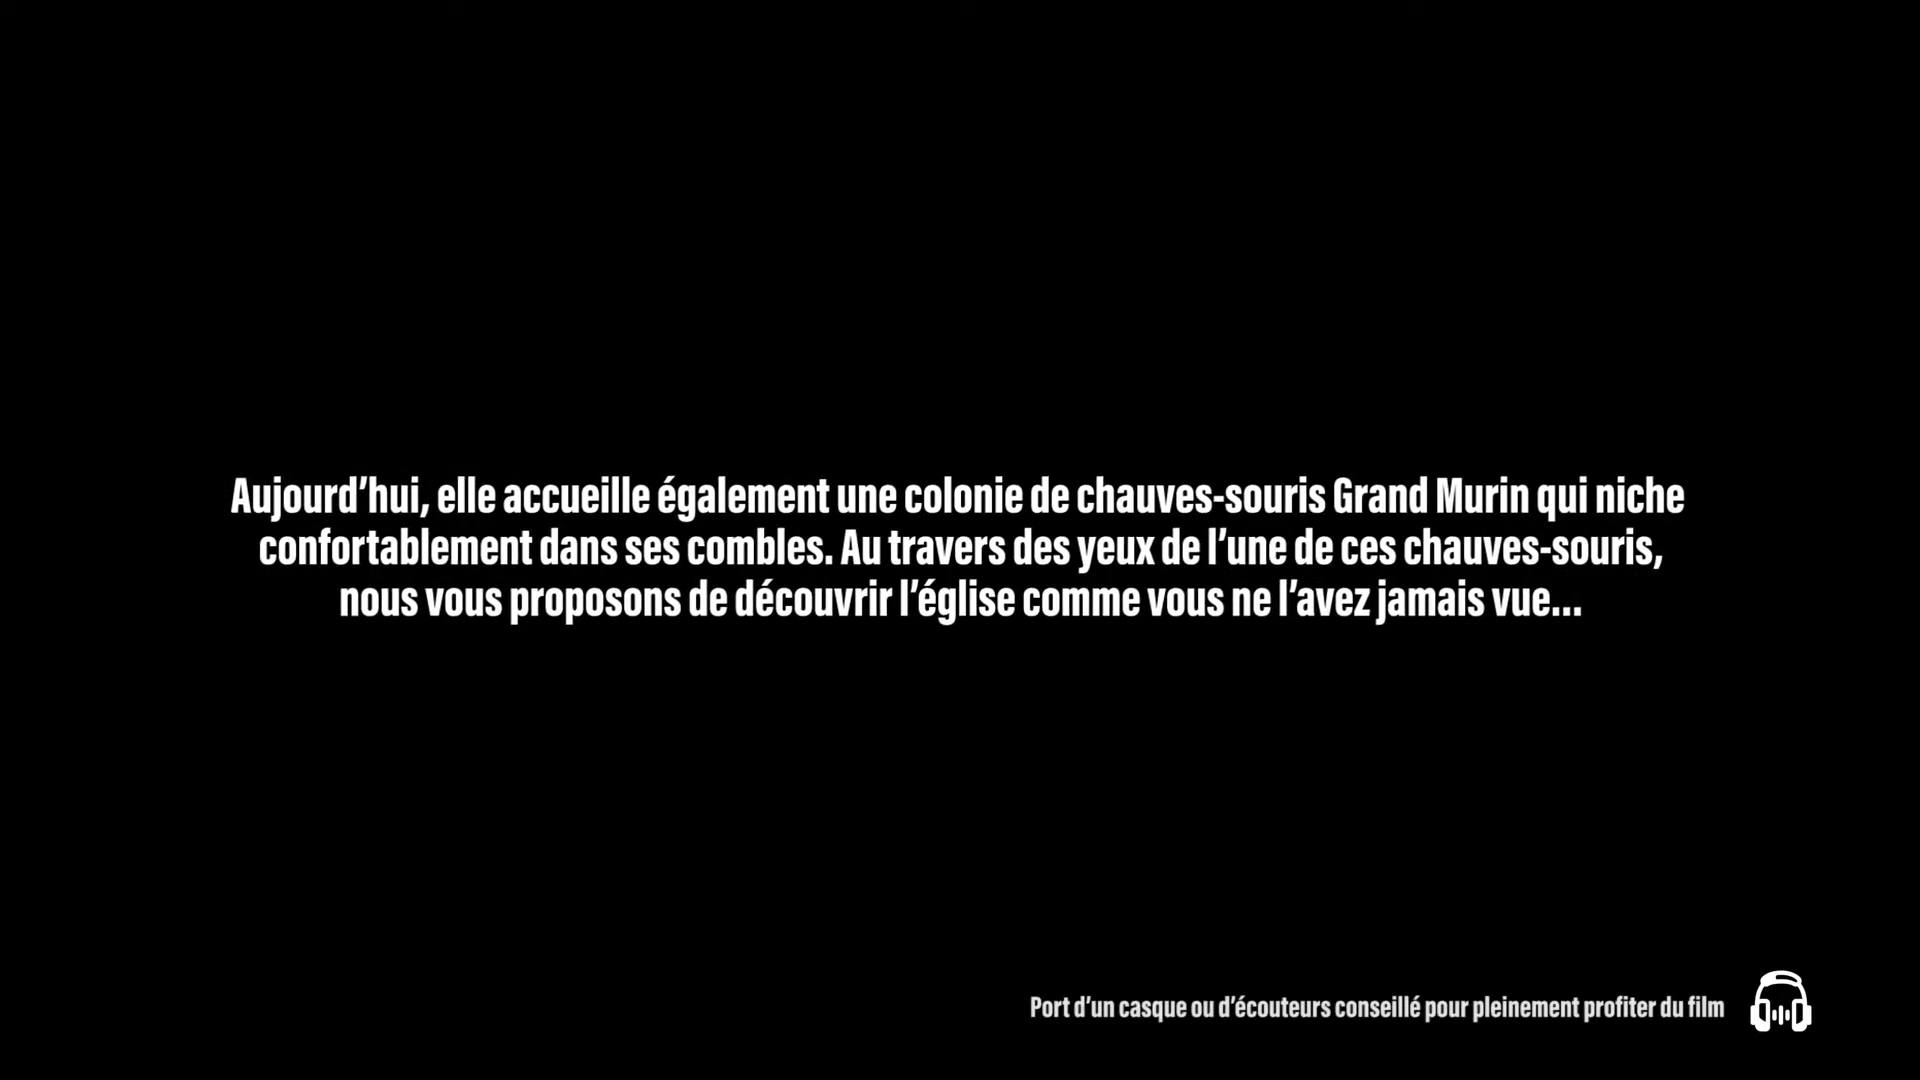 Aujourd’hui, elle accueille également une colonie de chauves-souris Grand Murin qui niche
confortablement dans ses combles. Au travers des yeux de l’une de ces chauves-souris,
nous vous proposons de découvrir l’église comme vous ne l’avez jamais vue...
Port d’un casque ou d’écouteurs conseillé pour pleinement profiter du film